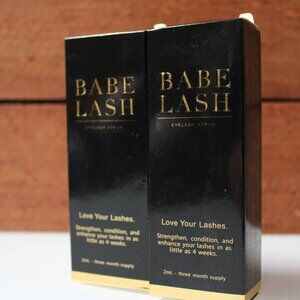 BABE
LASH
EYELASH SERUM
Love Your Lashes.
Strengthen, condition, and
enhance your lashes in as
little as 4 weeks.
2mL - three month supply
BABE
LASH
EYELASH SERUM
Love Your Lashes.
Strengthen, condition, and
enhance your lashes in as
little as 4 weeks.
2mL - three month supply